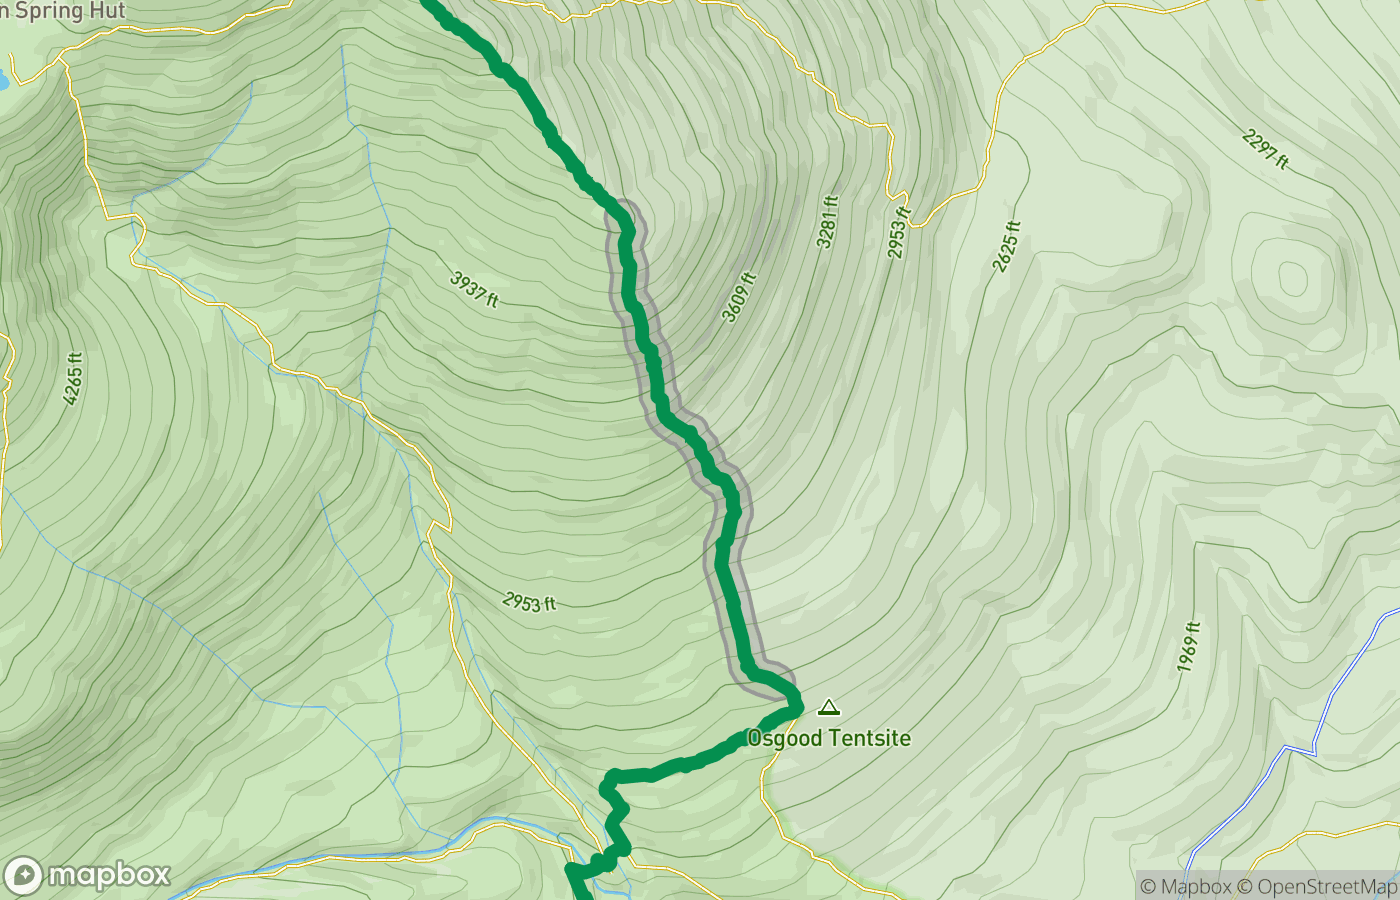 n Spring Hut
2297 ft
3281 ft
2953 ft
2625 ft
3937 ft
3609 ft
4265 ft
2953 ft
1969 ft
Osgood Tentsite
mapbox
© Mapbox © OpenStreetMap